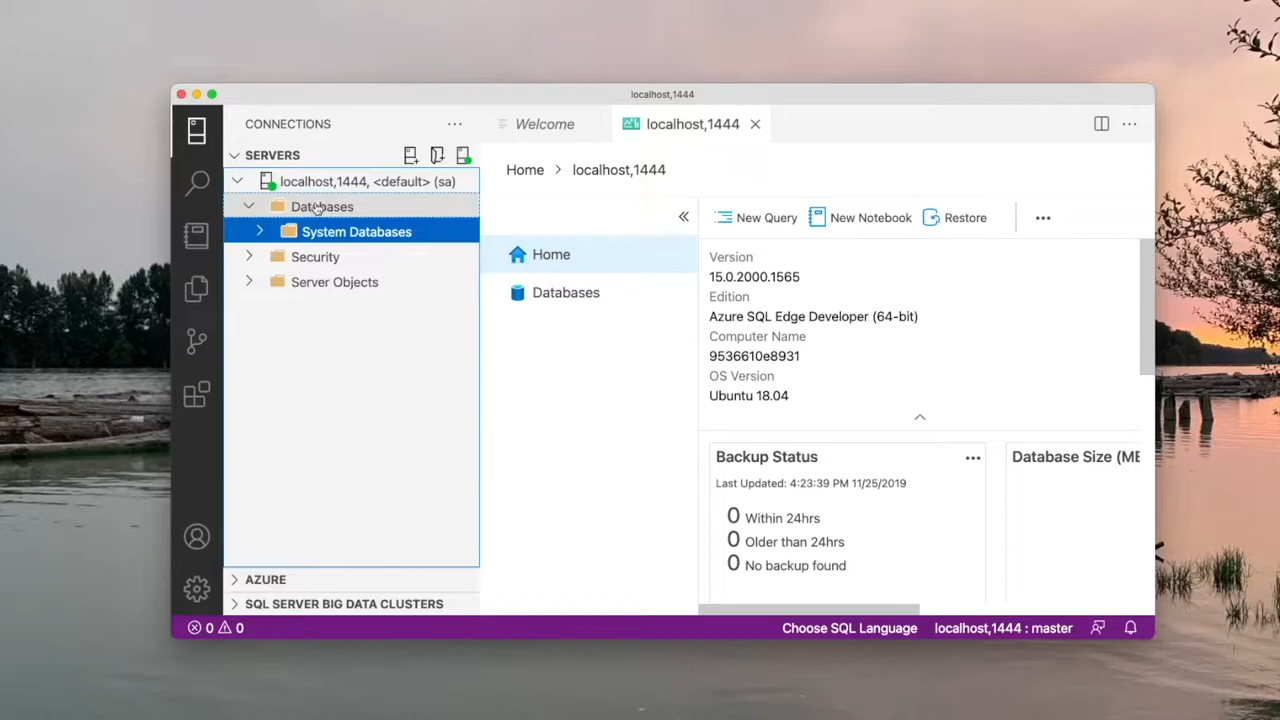 localhost,1444
CONNECTIONS
Welcome
localhost,1444
SERVERS
localhost,1444, <default> (sa)
Databases
System Databases
Security
Server Objects
AZURE
SQL SERVER BIG DATA CLUSTERS
Home > localhost,1444
Home
Databases
New Query
New Notebook
Restore
Version
15.0.2000.1565
Edition
Azure SQL Edge Developer (64-bit)
Computer Name
9536610e8931
OS Version
Ubuntu 18.04
Backup Status
Last Updated: 4:23:39 PM 11/25/2019
0 Within 24hrs
0 Older than 24hrs
0 No backup found
Database Size (ME
0 0
Choose SQL Language
localhost,1444 : master